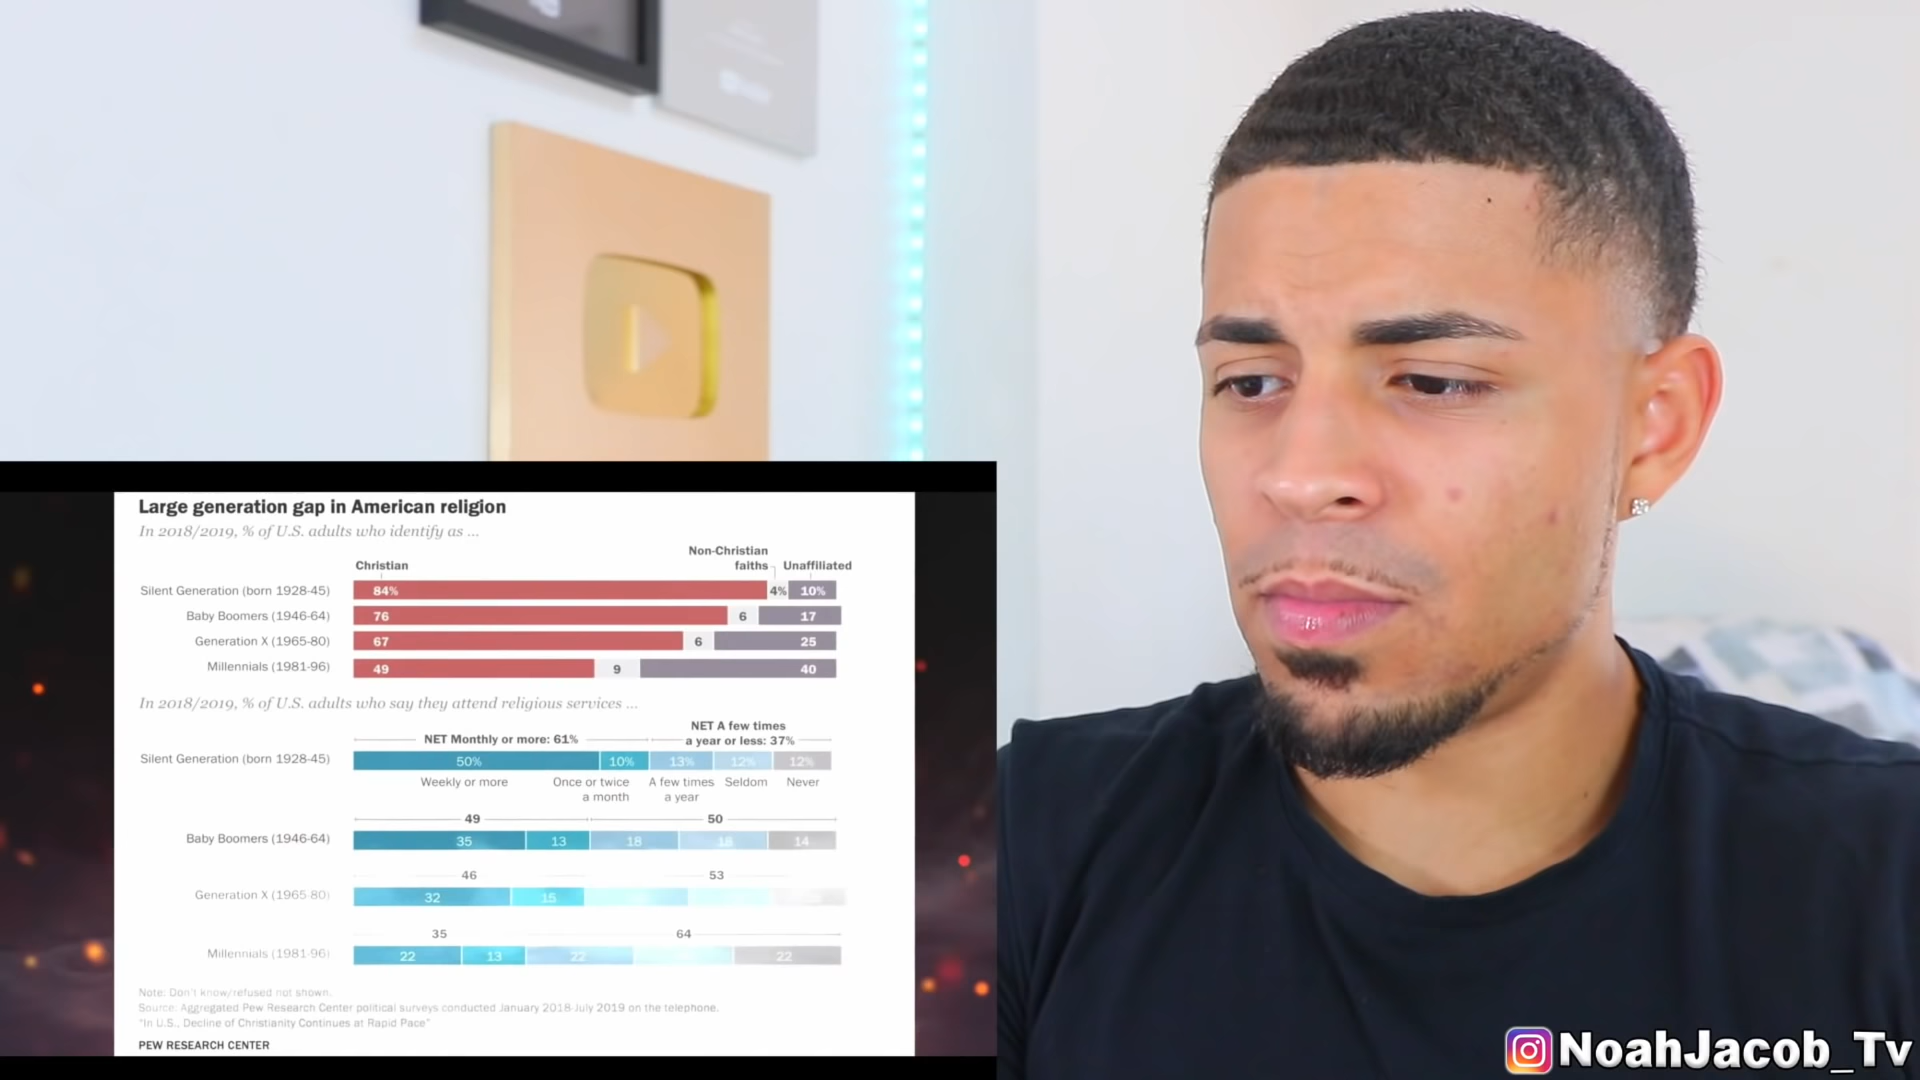 Large generation gap in American religion
In 2018/2019, % of U.S. adults who identify as ...
Christian
Non-Christian
faiths
Unaffiliated
Silent Generation (born 1928-45)
84%
4%
10%
Baby Boomers (1946-64)
76
6
17
Generation X (1965-80)
67
6
25
Millennials (1981-96)
49
9
40
In 2018/2019, % of U.S. adults who say they attend religious services ...
NET Monthly or more: 61%
NET A few times
a year or less: 37%
Silent Generation (born 1928-45)
50%
10%
13%
12%
12%
Weekly or more
Once or twice
a month
A few times
a year
Seldom
Never
49
50
Baby Boomers (1946-64)
35
13
18
18
14
46
53
Generation X (1965-80)
32
15
35
64
Millennials (1981-96)
22
13
22
22
Note: Don't know/refused not shown.
Source: Aggregated Pew Research Center political surveys conducted January 2018-July 2019 on the telephone.
"In U.S., Decline of Christianity Continues at Rapid Pace"
PEW RESEARCH CENTER
NoahJacob_Tv